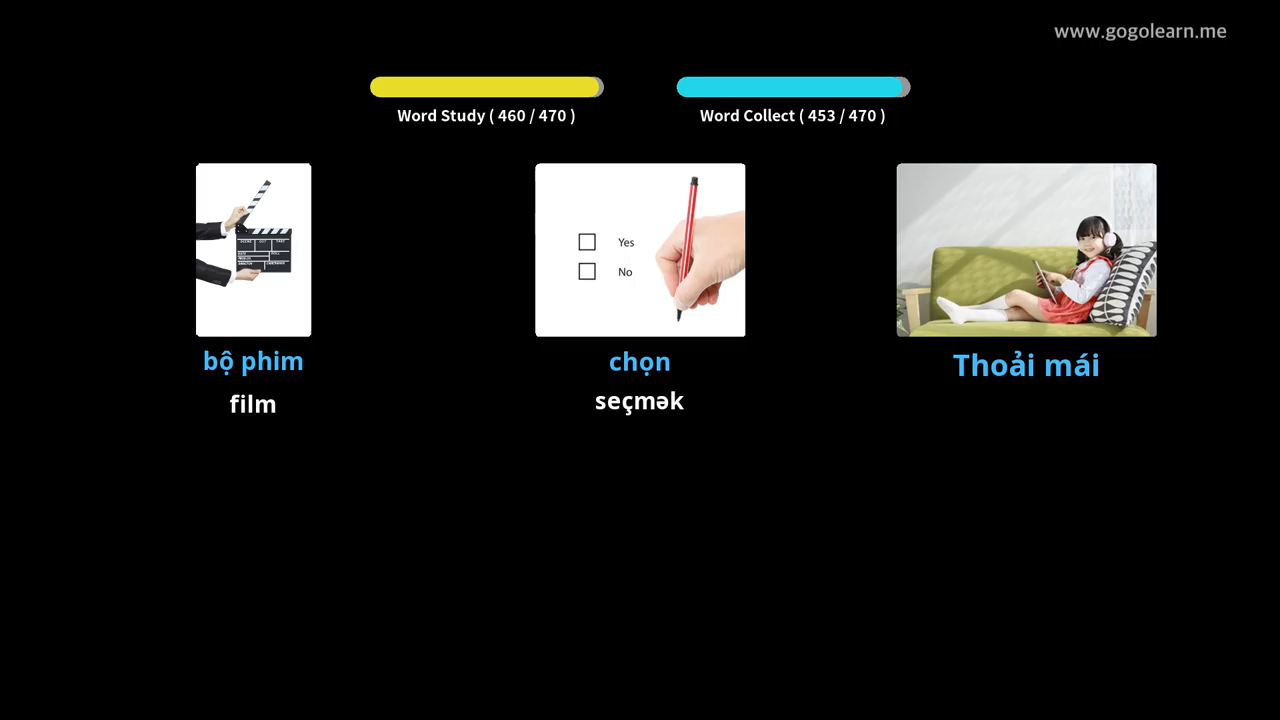 www.gogolearn.me
Word Study ( 460 / 470 )
Word Collect ( 453 / 470 )
Yes
No
bộ phim
chọn
Thoải mái
film
seçmək